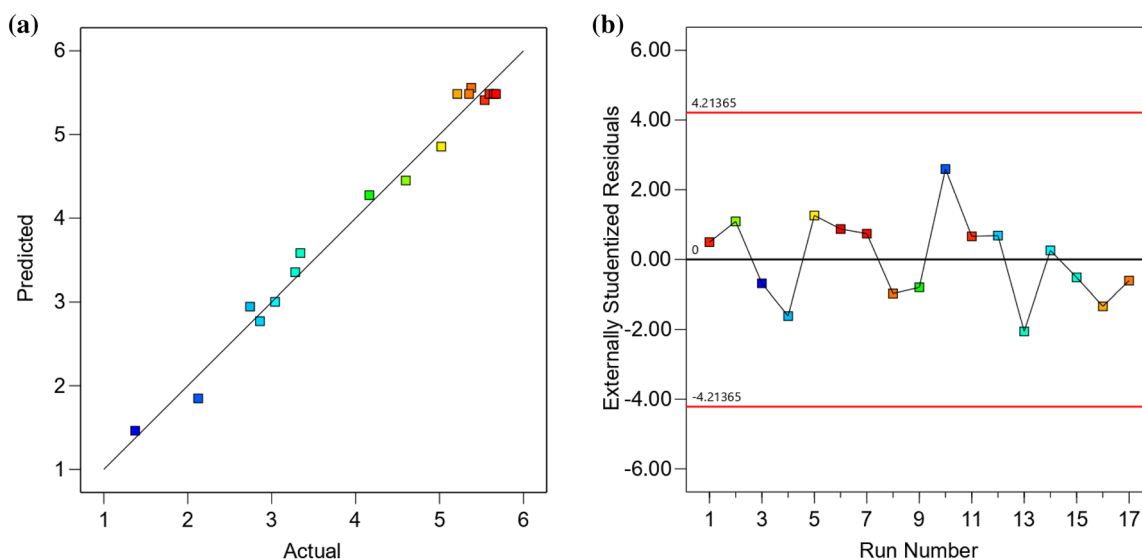 (a)
6
5
4
3
2
1
Predicted
1 2 3 4 5 6
Actual
(b)
6.00
4.00
2.00
0.00
-2.00
-4.00
-6.00
Externally Studentized Residuals
4.21365
0
-4.21365
1 3 5 7 9 11 13 15 17
Run Number